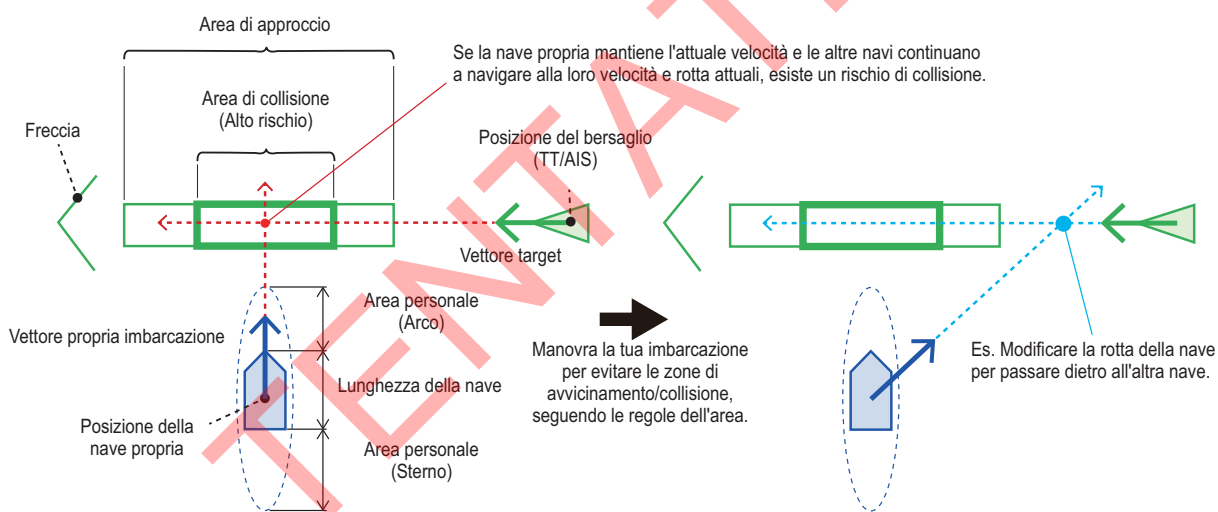 Area di approccio
Se la nave propria mantiene l'attuale velocità e le altre navi continuano
a navigare alla loro velocità e rotta attuali, esiste un rischio di collisione.
Area di collisione
(Alto rischio)
Freccia
Posizione del bersaglio
(TT/AIS)
Vettore target
Area personale
(Arco)
Vettore propria imbarcazione
Lunghezza della nave
Posizione della
nave propria
Area personale
(Sterno)
Manovra la tua imbarcazione
per evitare le zone di
avvicinamento/collisione,
seguendo le regole dell'area.
Es. Modificare la rotta della nave
per passare dietro all'altra nave.
TENTATI